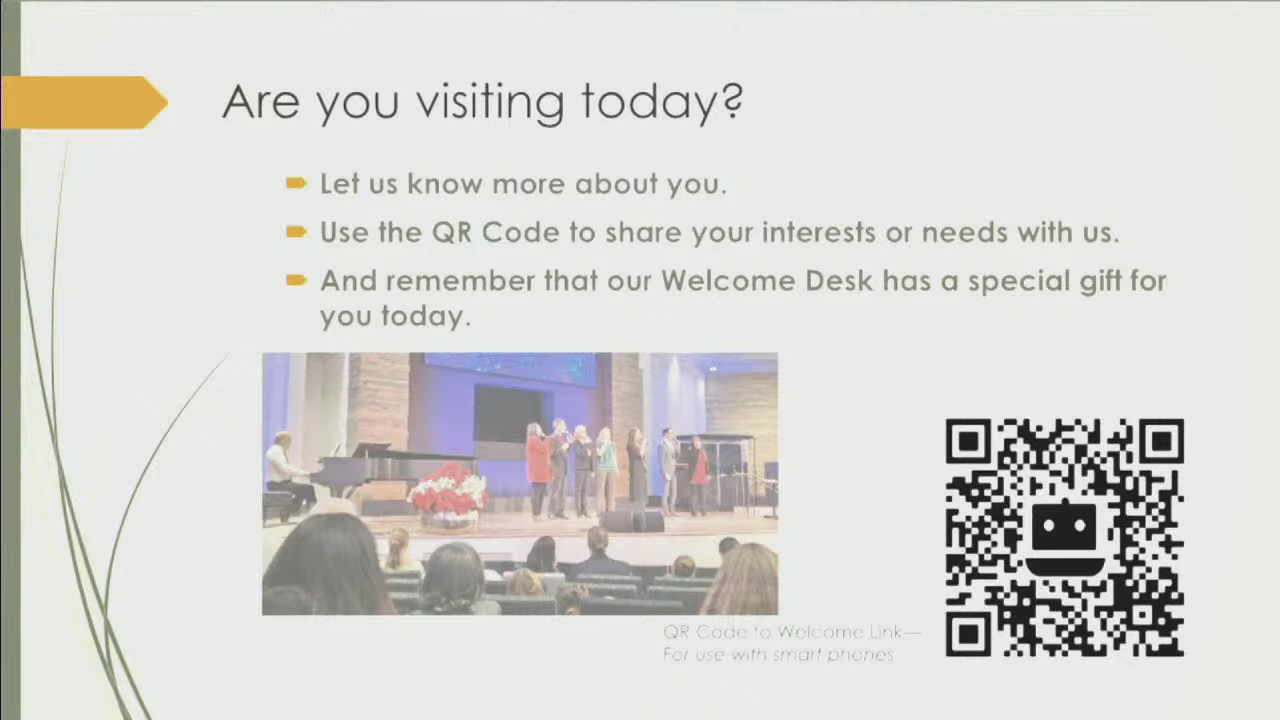 Are you visiting today?
Let us know more about you.
Use the QR Code to share your interests or needs with us.
And remember that our Welcome Desk has a special gift for
you today.
QR Code to Welcome Link—
For use with smart phones